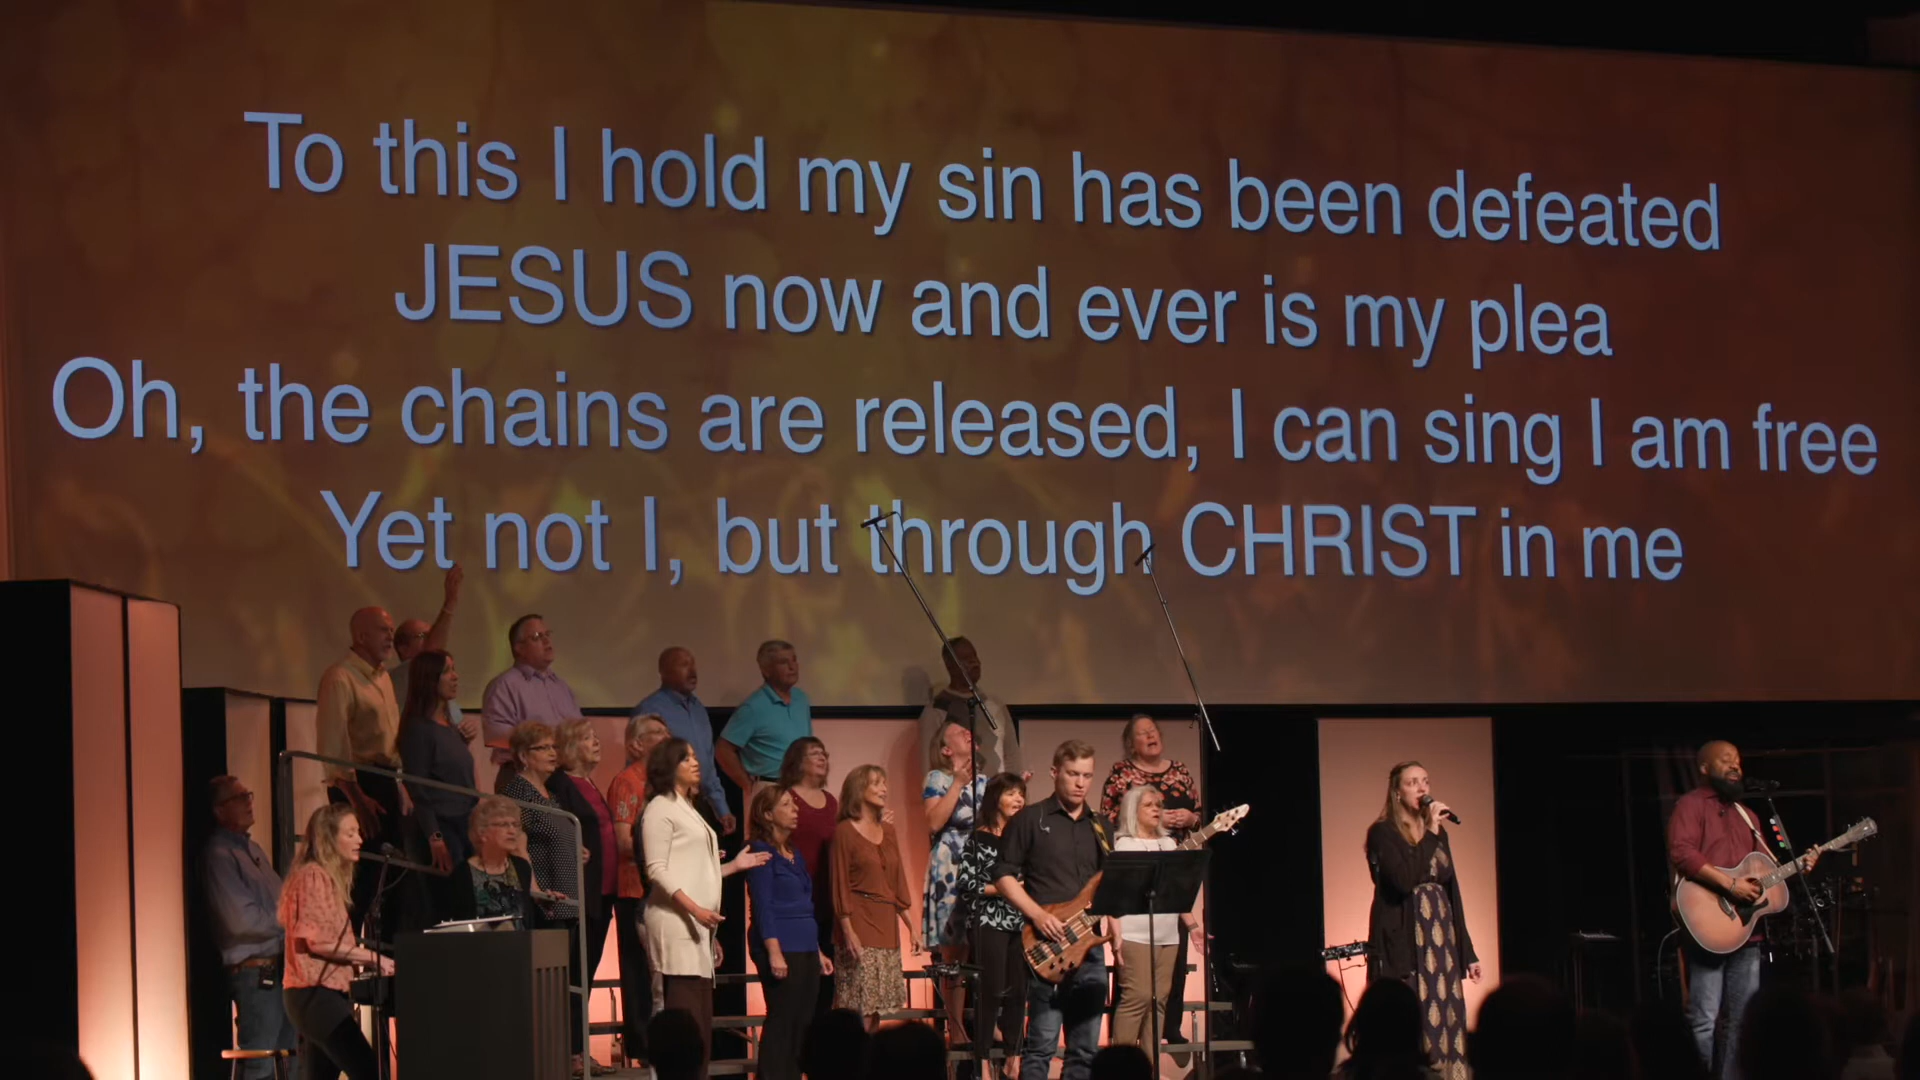 To this I hold my sin has been defeated
JESUS now and ever is my plea
Oh, the chains are released, I can sing I am free
Yet not I, but through CHRIST in me